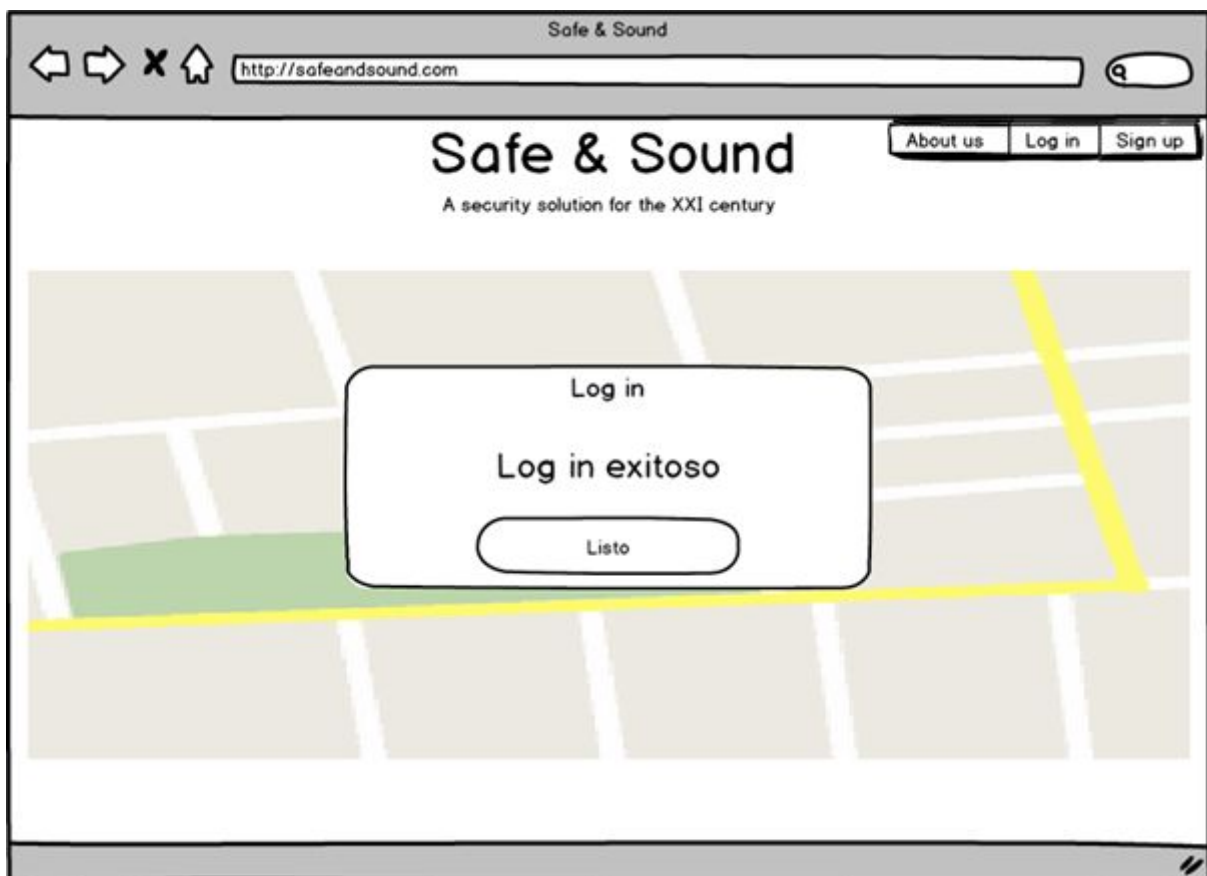 Safe & Sound
http://safeandsound.com
About us Log in Sign up
Safe & Sound
A security solution for the XXI century
Log in
Log in exitoso
Listo